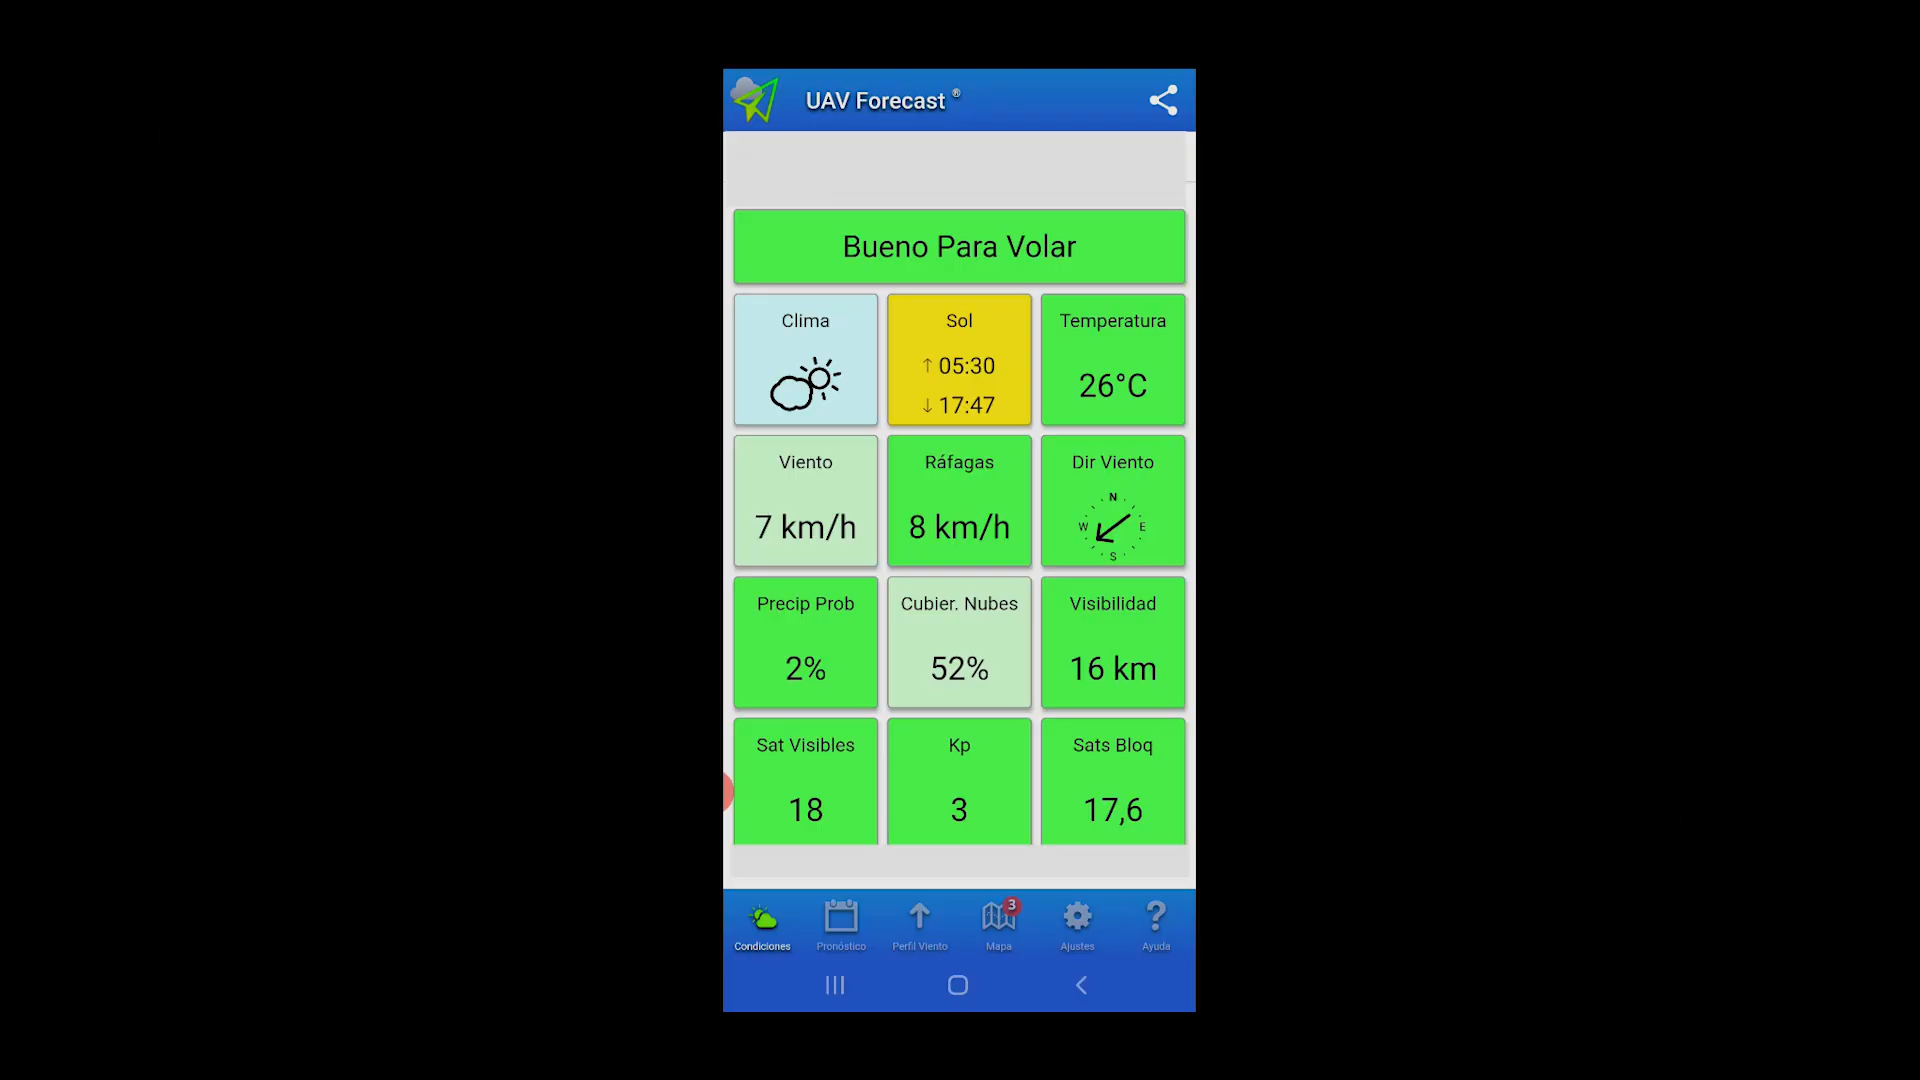 UAV Forecast ®
Bueno Para Volar
Clima
Sol
Temperatura
↑ 05:30
↓ 17:47
26°C
Viento
Ráfagas
Dir Viento
7 km/h
8 km/h
N
W E
S
Precip Prob
Cubier. Nubes
Visibilidad
2%
52%
16 km
Sat Visibles
Kp
Sats Bloq
18
3
17,6
3
Condiciones
Pronóstico
Perfil Viento
Mapa
Ajustes
Ayuda